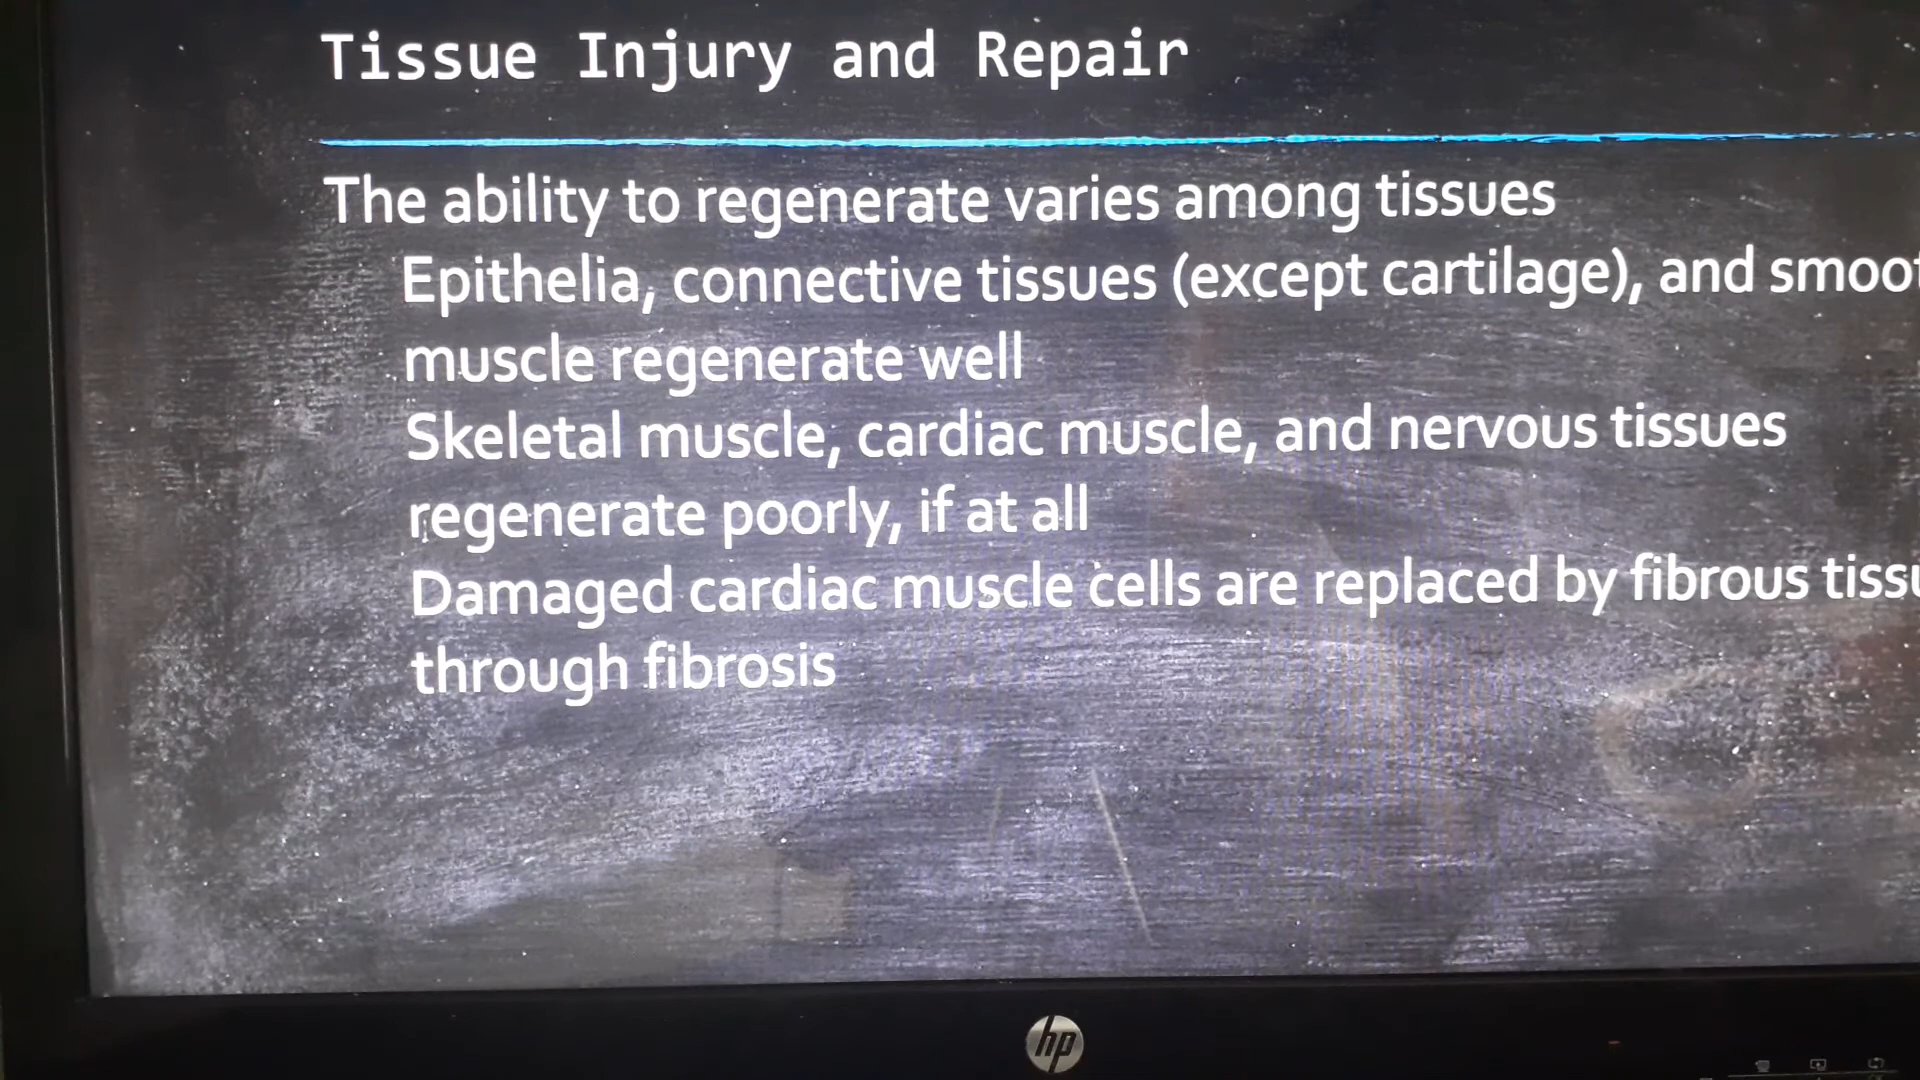 Tissue Injury and Repair
The ability to regenerate varies among tissues
Epithelia, connective tissues (except cartilage), and smoot
muscle regenerate well
Skeletal muscle, cardiac muscle, and nervous tissues
regenerate poorly, if at all
Damaged cardiac muscle cells are replaced by fibrous tissu
through fibrosis
hp